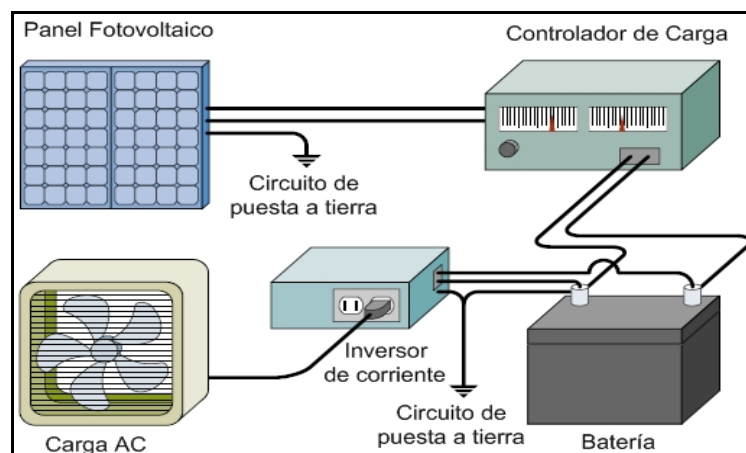 Panel Fotovoltaico
Controlador de Carga
Circuito de
puesta a tierra
Inversor
de corriente
Circuito de
puesta a tierra
Carga AC
Batería